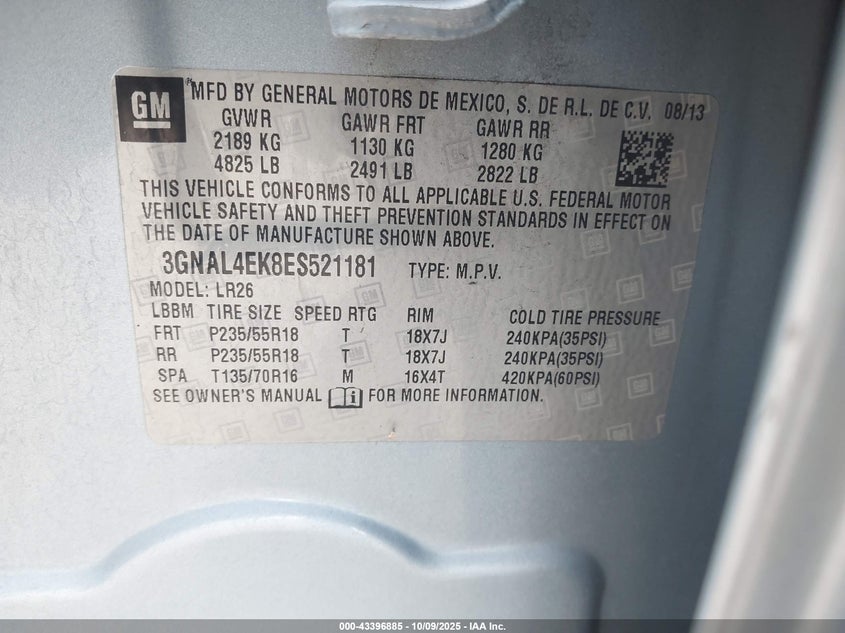 GM
MFD BY GENERAL MOTORS DE MEXICO, S. DE R.L. DE C.V. 08/13
GVWR GAWR FRT GAWR RR
2189 KG 1130 KG 1280 KG
4825 LB 2491 LB 2822 LB
THIS VEHICLE CONFORMS TO ALL APPLICABLE U.S. FEDERAL MOTOR
VEHICLE SAFETY AND THEFT PREVENTION STANDARDS IN EFFECT ON
THE DATE OF MANUFACTURE SHOWN ABOVE.
3GNAL4EK8ES521181 TYPE: M.P.V.
MODEL: LR26
LBBM TIRE SIZE SPEED RTG RIM COLD TIRE PRESSURE
FRT P235/55R18 T 18X7J 240KPA(35PSI)
RR P235/55R18 T 18X7J 240KPA(35PSI)
SPA T135/70R16 M 16X4T 420KPA(60PSI)
SEE OWNER'S MANUAL i FOR MORE INFORMATION.
000-43396885 - 10/09/2025 - IAA Inc.